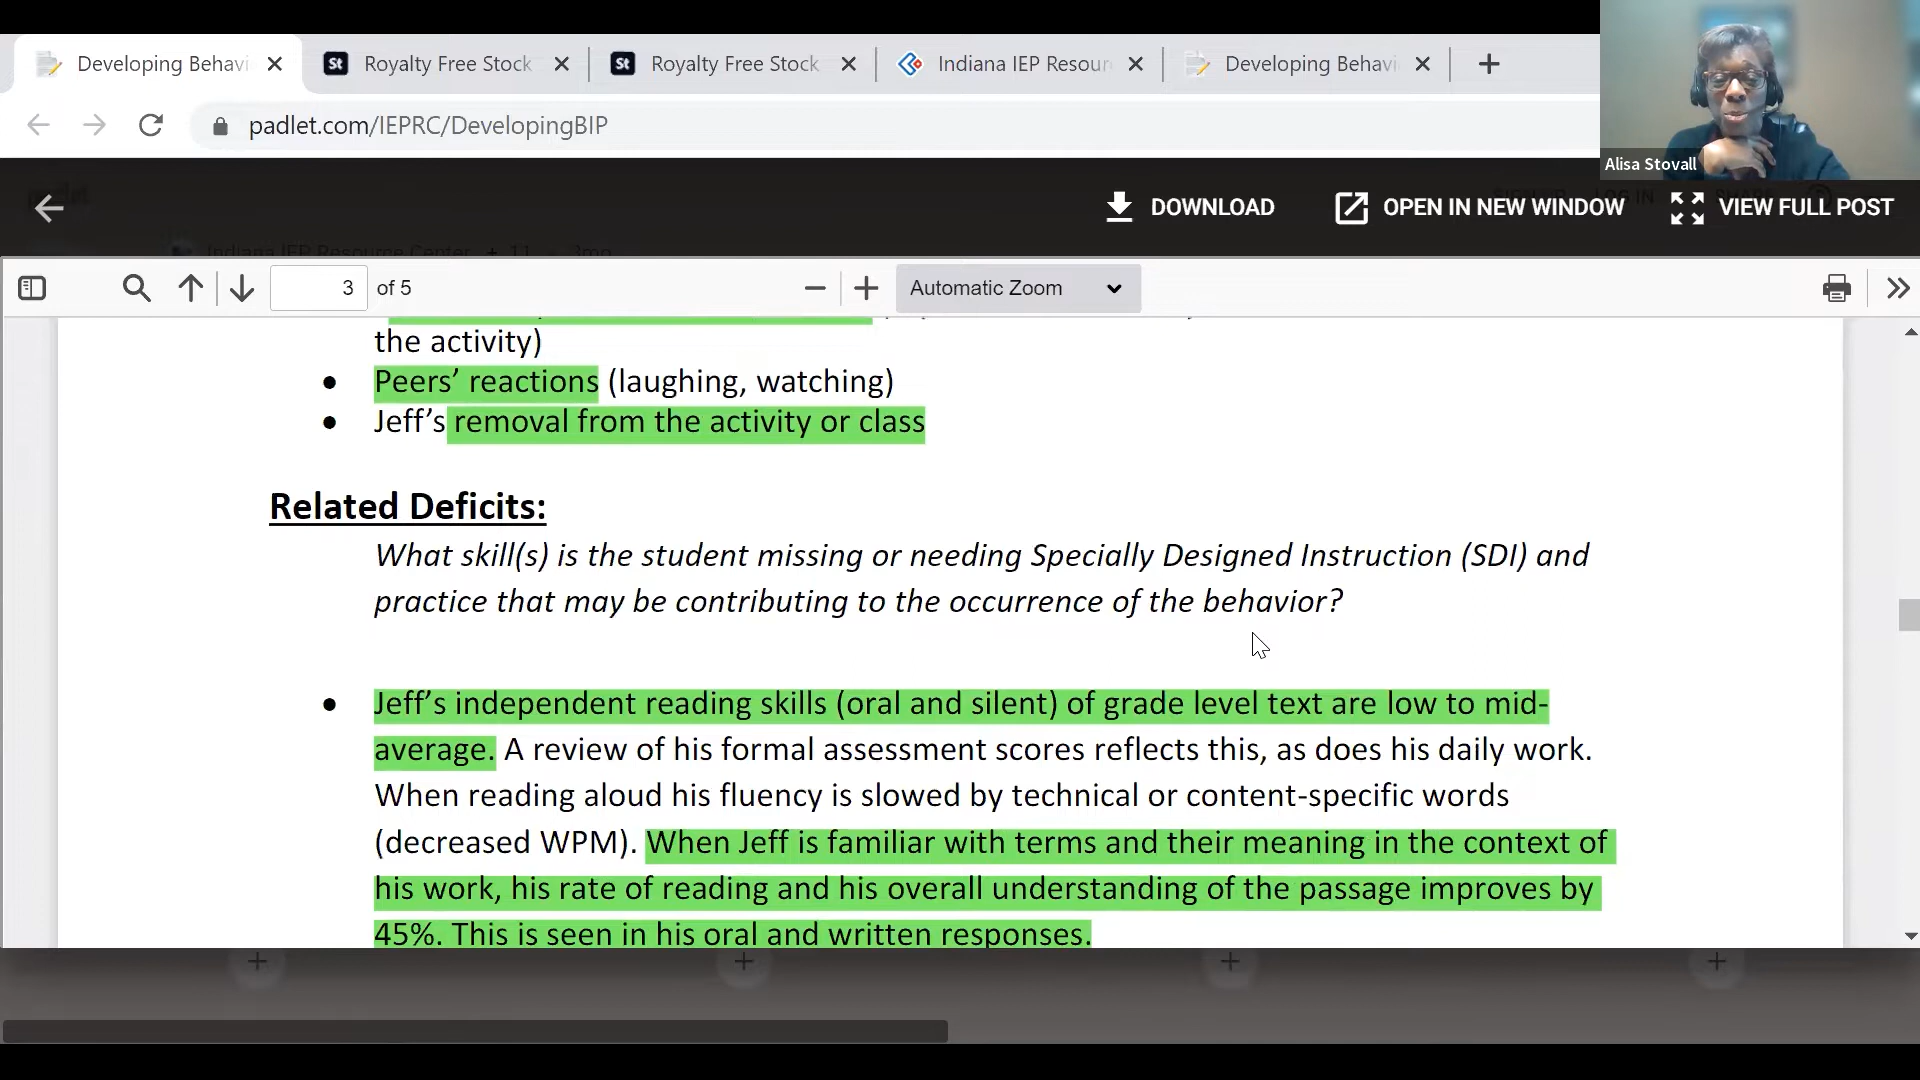 Developing Behavi
Royalty Free Stock
Royalty Free Stock
Indiana IEP Resour
Developing Behavi
padlet.com/IEPRC/DevelopingBIP
Alisa Stovall
DOWNLOAD
OPEN IN NEW WINDOW
VIEW FULL POST
Indiana IEP Resource Center + 11 3mo
3 of 5
Automatic Zoom
the activity)
• Peers’ reactions (laughing, watching)
• Jeff’s removal from the activity or class
Related Deficits:
What skill(s) is the student missing or needing Specially Designed Instruction (SDI) and
practice that may be contributing to the occurrence of the behavior?
• Jeff’s independent reading skills (oral and silent) of grade level text are low to mid-
average. A review of his formal assessment scores reflects this, as does his daily work.
When reading aloud his fluency is slowed by technical or content-specific words
(decreased WPM). When Jeff is familiar with terms and their meaning in the context of
his work, his rate of reading and his overall understanding of the passage improves by
45%. This is seen in his oral and written responses.